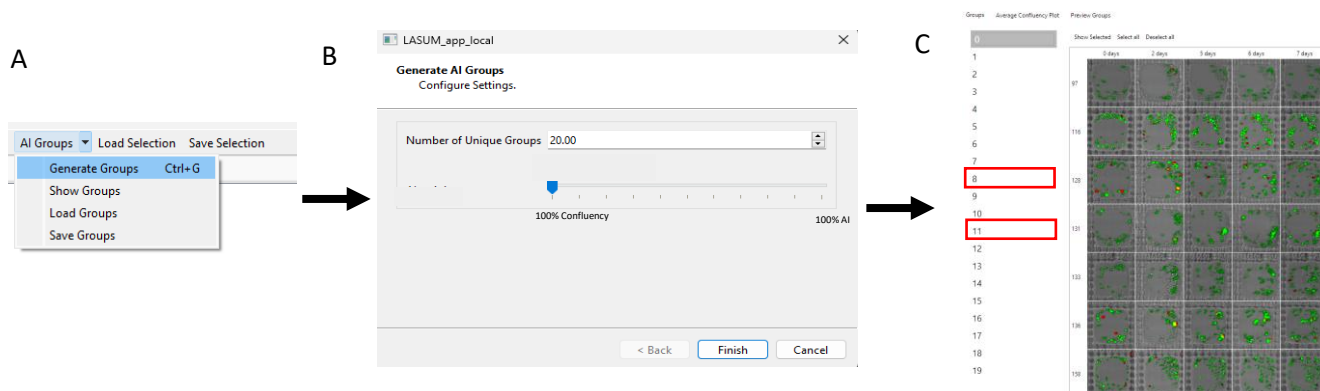 A
AI Groups Load Selection Save Selection
Generate Groups Ctrl+G
Show Groups
Load Groups
Save Groups
B
LASUM_app_local
Generate AI Groups
Configure Settings.
Number of Unique Groups 20.00
100% Confluency 100% AI
< Back Finish Cancel
C
Groups Average Confluency Plot Preview Groups
0
1
2
3
4
5
6
7
8
9
10
11
12
13
14
15
16
17
18
19
Show Selected Select all Deselect all
0 days 2 days 5 days 6 days 7 days
97
116
128
131
133
136